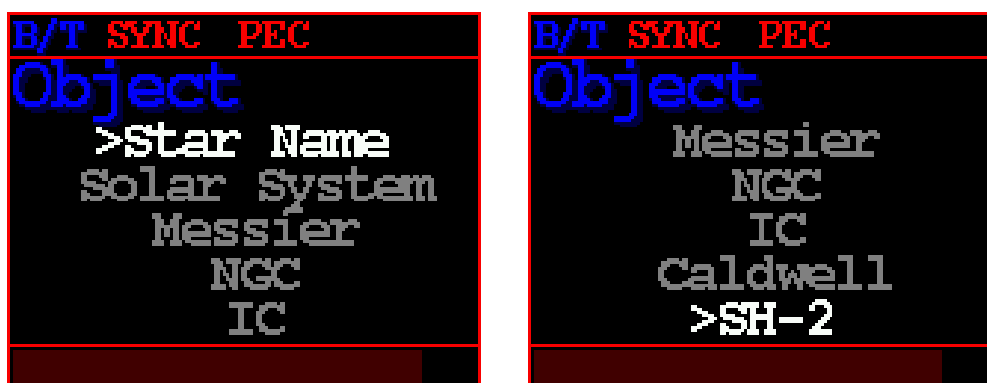 B/T SYNC PEC
Object
>Star Name
Solar System
Messier
NGC
IC
B/T SYNC PEC
Object
Messier
NGC
IC
Caldwell
>SH-2